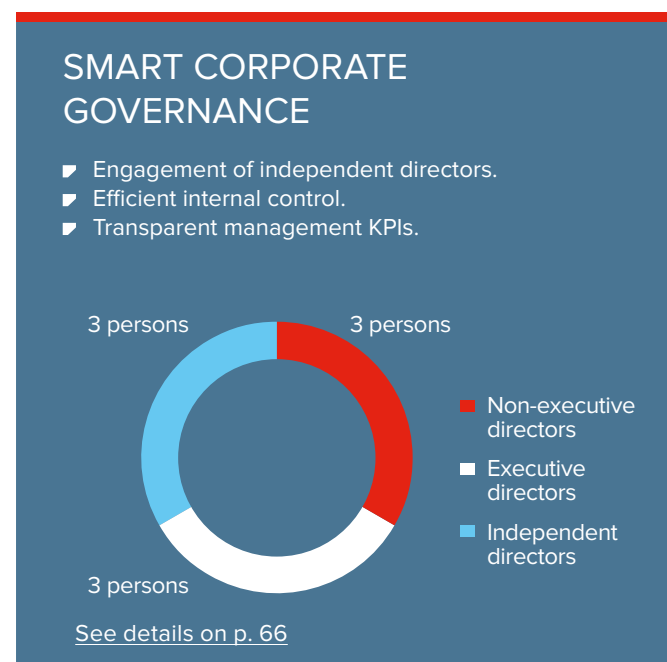 SMART CORPORATE
GOVERNANCE
Engagement of independent directors.
Efficient internal control.
Transparent management KPIs.
3 persons
3 persons
Non-executive
directors
Executive
directors
Independent
directors
3 persons
See details on p. 66